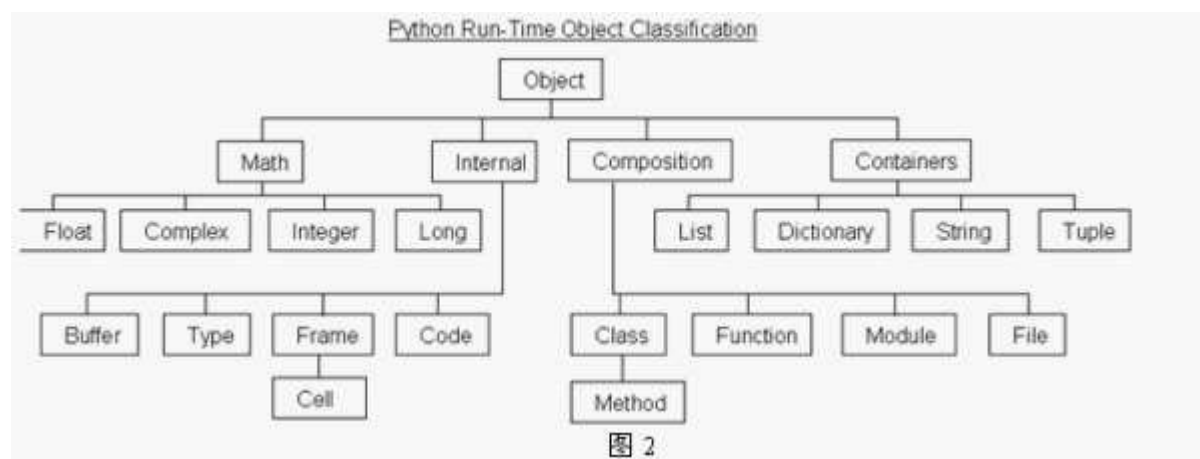 Python Run-Time Object Classification
Object
Math Internal Composition Containers
Float Complex Integer Long List Dictionary String Tuple
Buffer Type Frame Code Class Function Module File
Cell Method
图 2